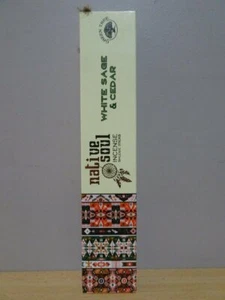 WHITE SAGE
& CEDAR
native
soul
INCENSE